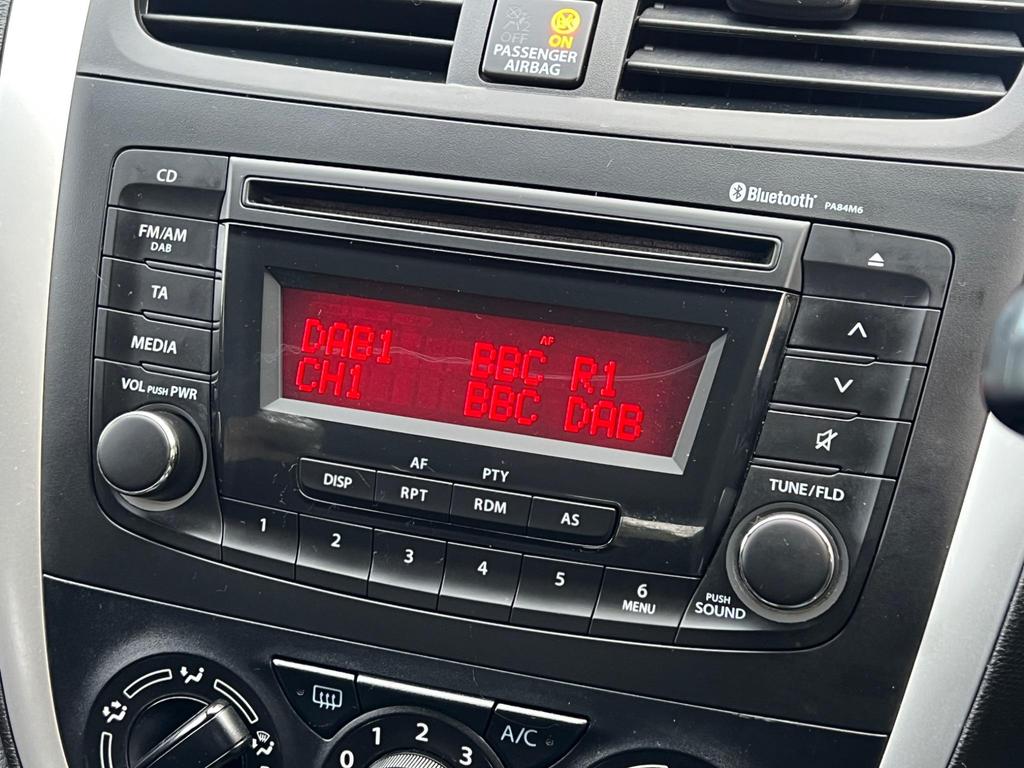 OFF ON
PASSENGER
AIRBAG
CD
Bluetooth PA84M6
FM/AM
DAB
TA
MEDIA
VOL PUSH PWR
AF
DAB1 BBC R1
CH1 BBC DAB
AF PTY
DISP RPT RDM AS
TUNE/FLD
1 2 3 4 5 6
MENU
PUSH
SOUND
0 1 2 3
A/C